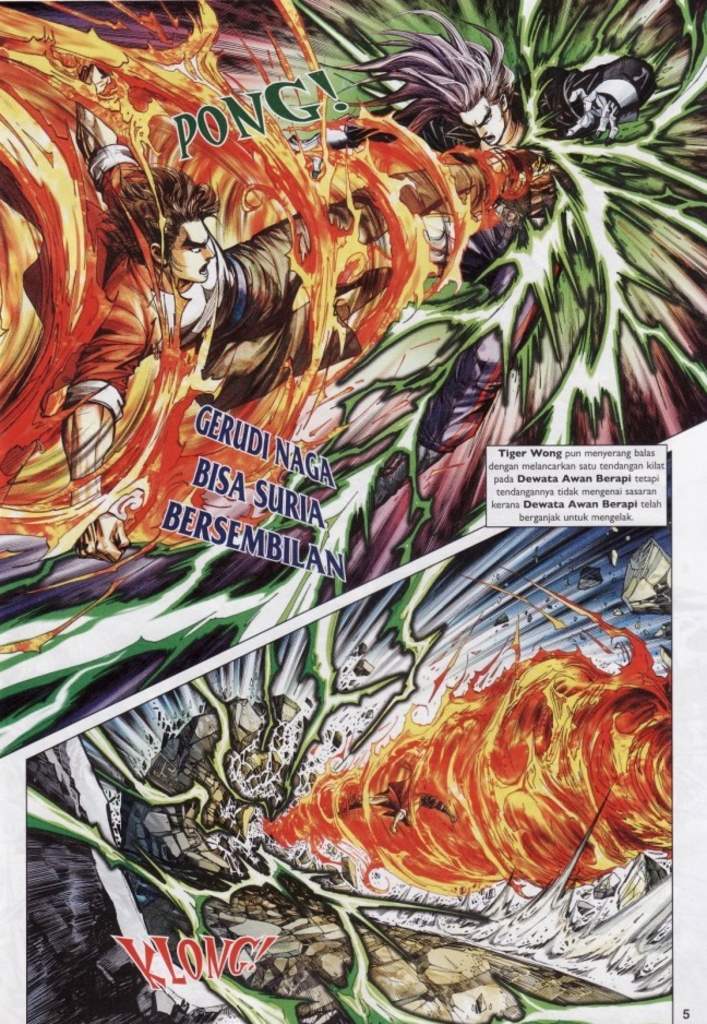 PONG!
GERUDI NAGA
BISA SURIA
BERSEMBILAN
Tiger Wong pun menyerang balas
dengan melancarkan satu tendangan kilat
pada Dewata Awan Berapi tetapi
tendangannya tidak mengenai sasaran
kerana Dewata Awan Berapi telah
berganjak untuk mengelak.
KLONG!
5